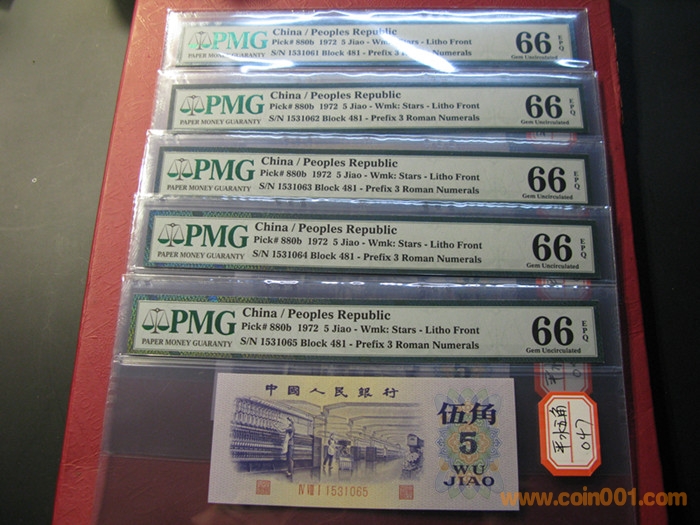 PMG
PAPER MONEY GUARANTY
China / Peoples Republic
Pick# 880b 1972 5 Jiao - Wmk: Stars - Litho Front
S/N 1531061 Block 481 - Prefix 3 Roman Numerals
66 EPQ
Gem Uncirculated
PMG
PAPER MONEY GUARANTY
China / Peoples Republic
Pick# 880b 1972 5 Jiao - Wmk: Stars - Litho Front
S/N 1531062 Block 481 - Prefix 3 Roman Numerals
66 EPQ
Gem Uncirculated
PMG
PAPER MONEY GUARANTY
China / Peoples Republic
Pick# 880b 1972 5 Jiao - Wmk: Stars - Litho Front
S/N 1531063 Block 481 - Prefix 3 Roman Numerals
66 EPQ
Gem Uncirculated
PMG
PAPER MONEY GUARANTY
China / Peoples Republic
Pick# 880b 1972 5 Jiao - Wmk: Stars - Litho Front
S/N 1531064 Block 481 - Prefix 3 Roman Numerals
66 EPQ
Gem Uncirculated
PMG
PAPER MONEY GUARANTY
China / Peoples Republic
Pick# 880b 1972 5 Jiao - Wmk: Stars - Litho Front
S/N 1531065 Block 481 - Prefix 3 Roman Numerals
66 EPQ
Gem Uncirculated
中國人民銀行
伍角
5
WU
JIAO
1531065
平水五角
047
www.coin001.com